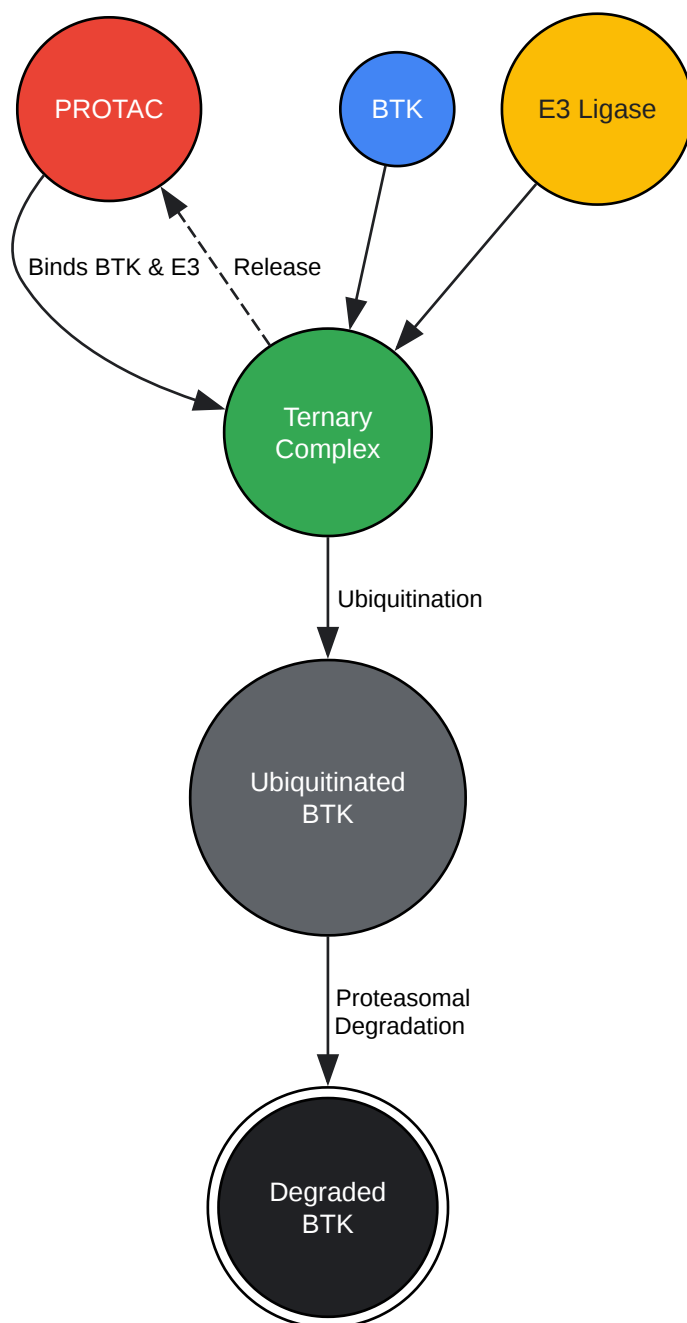 PROTAC
BTK
E3 Ligase
Binds BTK & E3
Release
Ternary
Complex
Ubiquitination
Ubiquitinated
BTK
Proteasomal
Degradation
Degraded
BTK